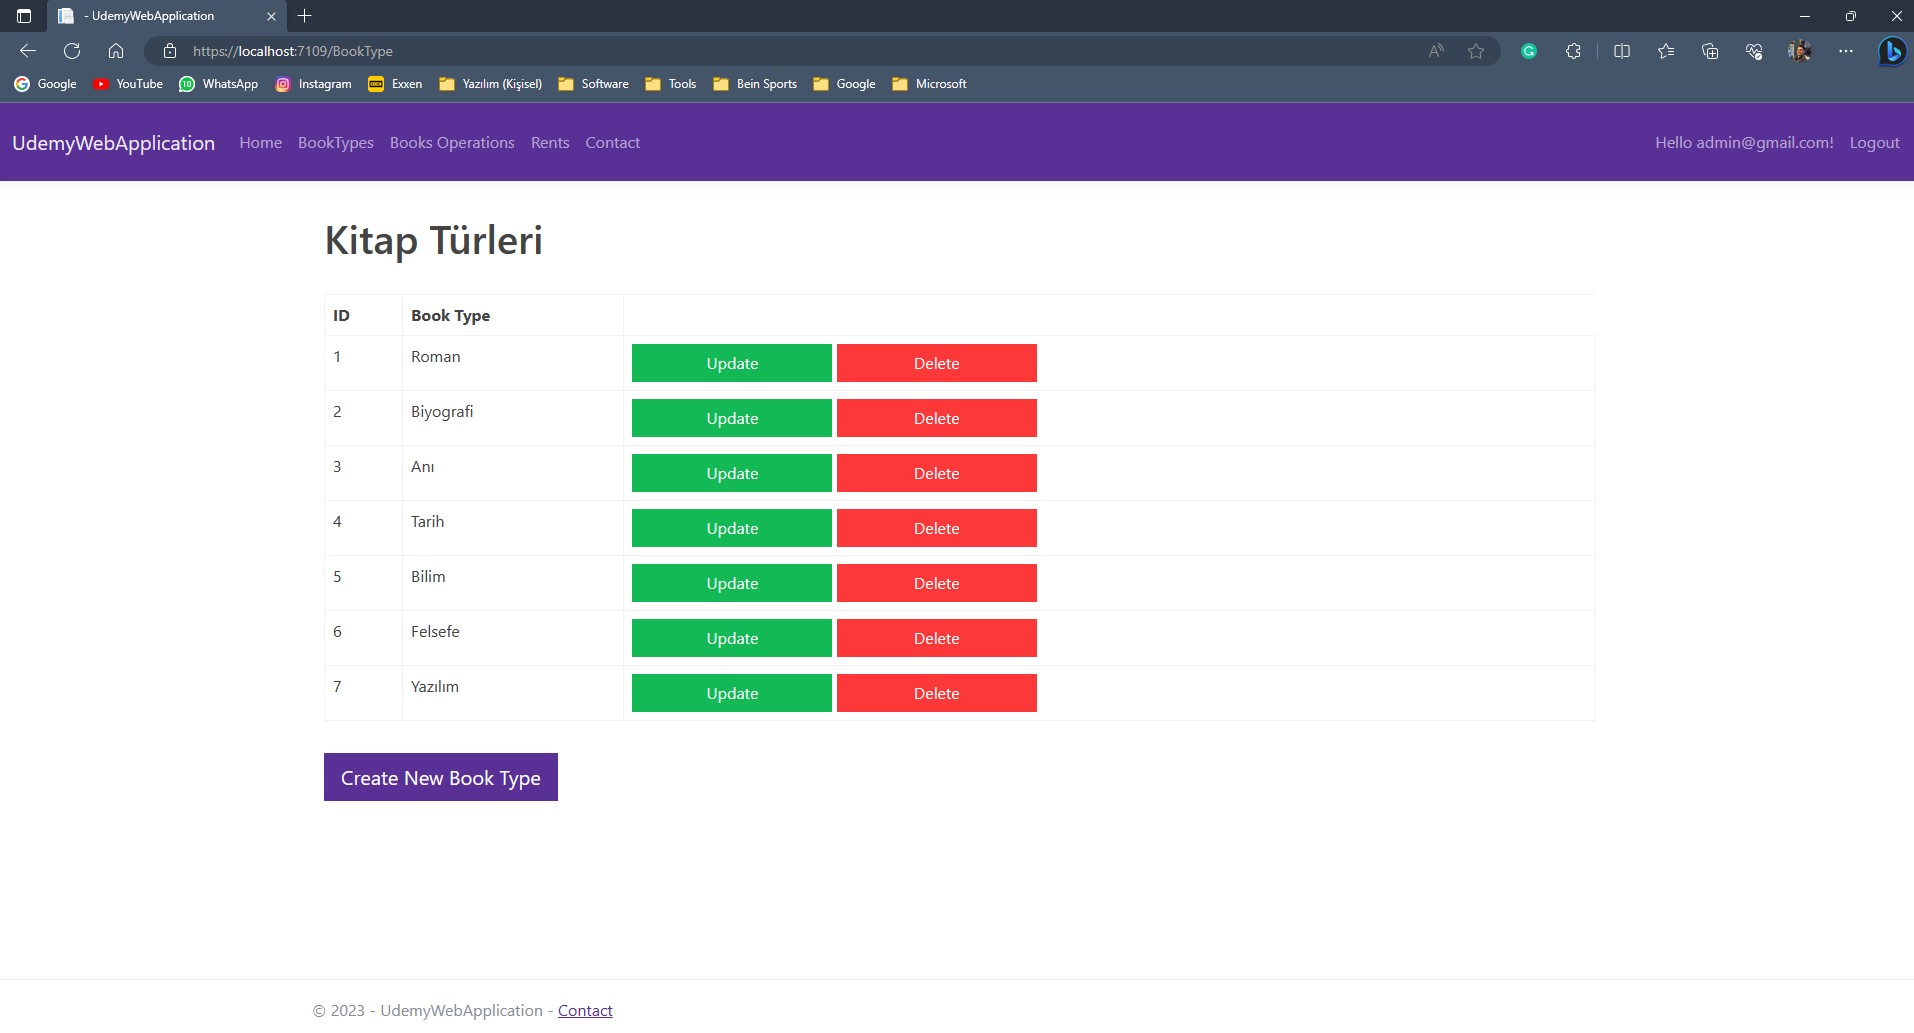 - UdemyWebApplication
https://localhost:7109/BookType
Google YouTube 10 WhatsApp Instagram Exxen Yazılım (Kişisel) Software Tools Bein Sports Google Microsoft
UdemyWebApplication Home BookTypes Books Operations Rents Contact Hello admin@gmail.com! Logout
Kitap Türleri
ID Book Type
1 Roman Update Delete
2 Biyografi Update Delete
3 Anı Update Delete
4 Tarih Update Delete
5 Bilim Update Delete
6 Felsefe Update Delete
7 Yazılım Update Delete
Create New Book Type
© 2023 - UdemyWebApplication - Contact